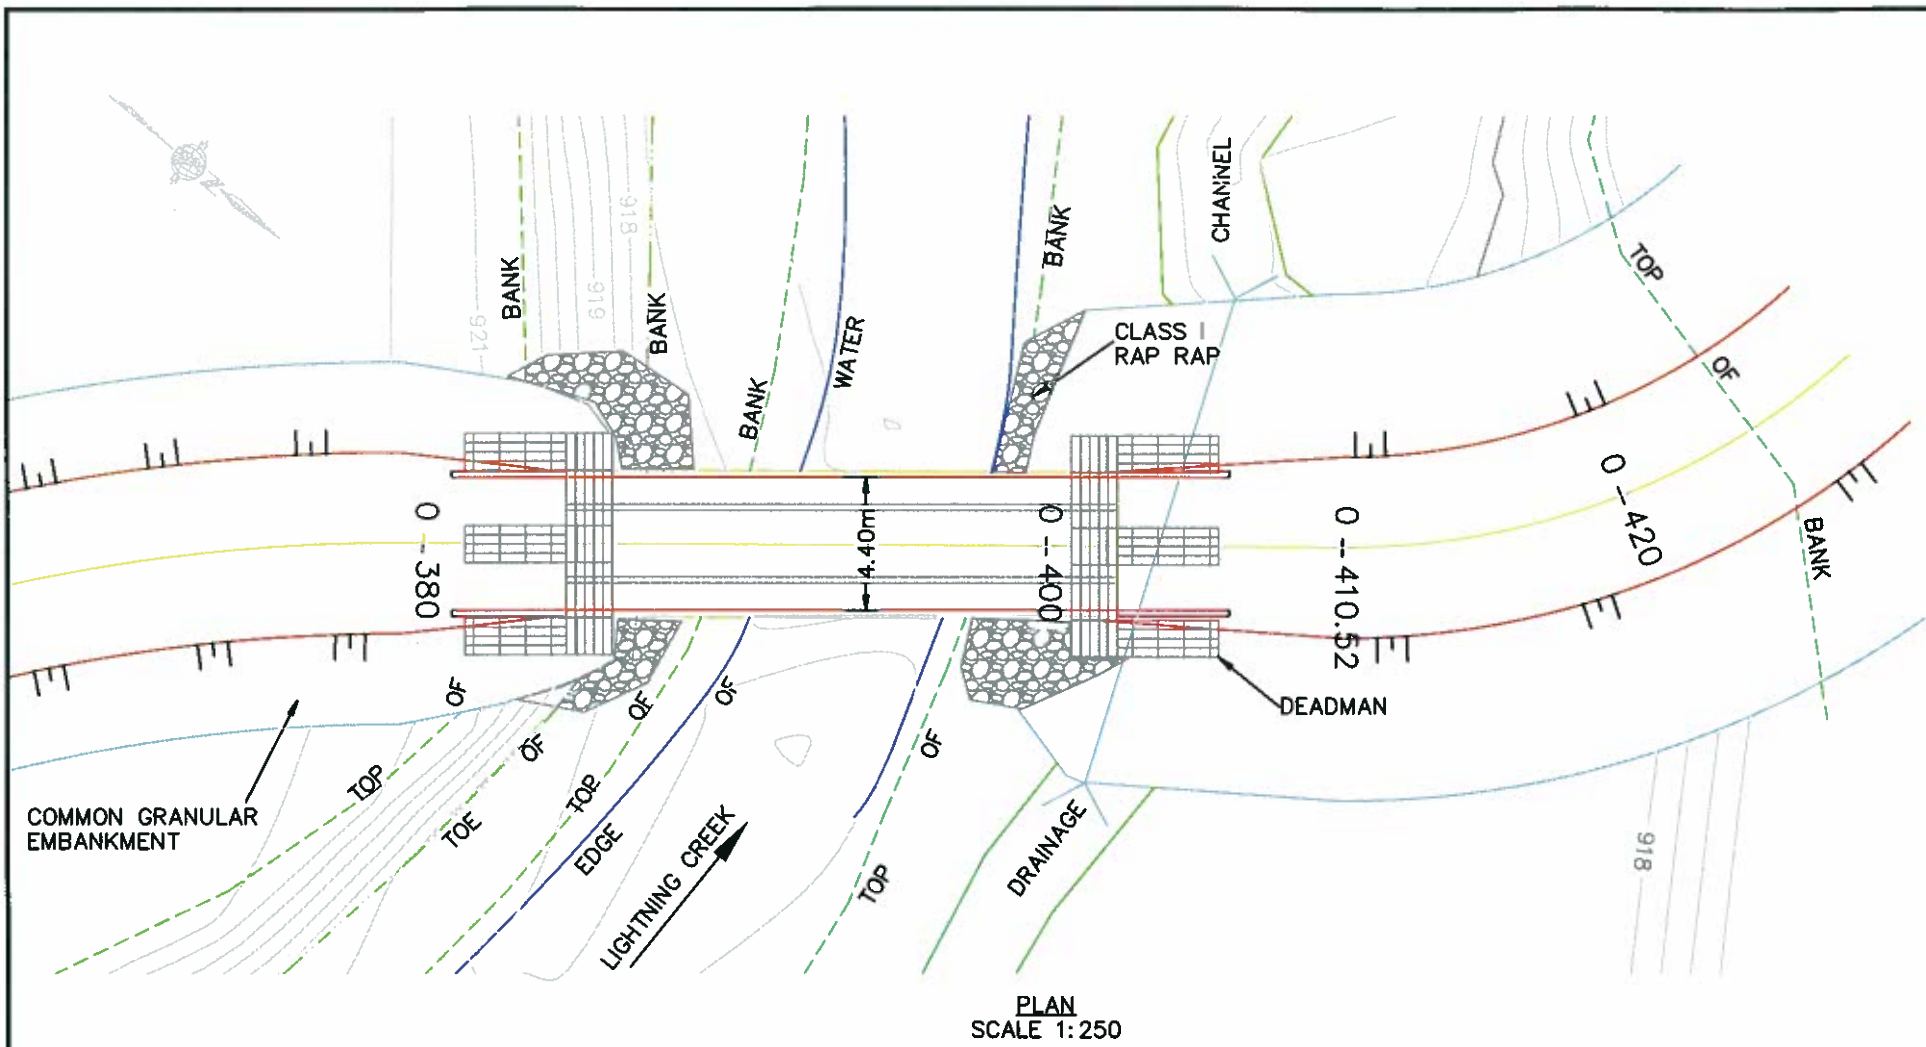 CHANNEL
BANK
BANK
BANK
BANK
WATER
BANK
918
919
921
CLASS I
RAP RAP
TOP
OF
BANK
4.40m
0+380
0+400
0+410.52
0+420
DEADMAN
COMMON GRANULAR
EMBANKMENT
TOP
OF
TOE
OF
TOP
OF
EDGE
OF
LIGHTNING CREEK
TOP
OF
DRAINAGE
918
PLAN
SCALE 1:250